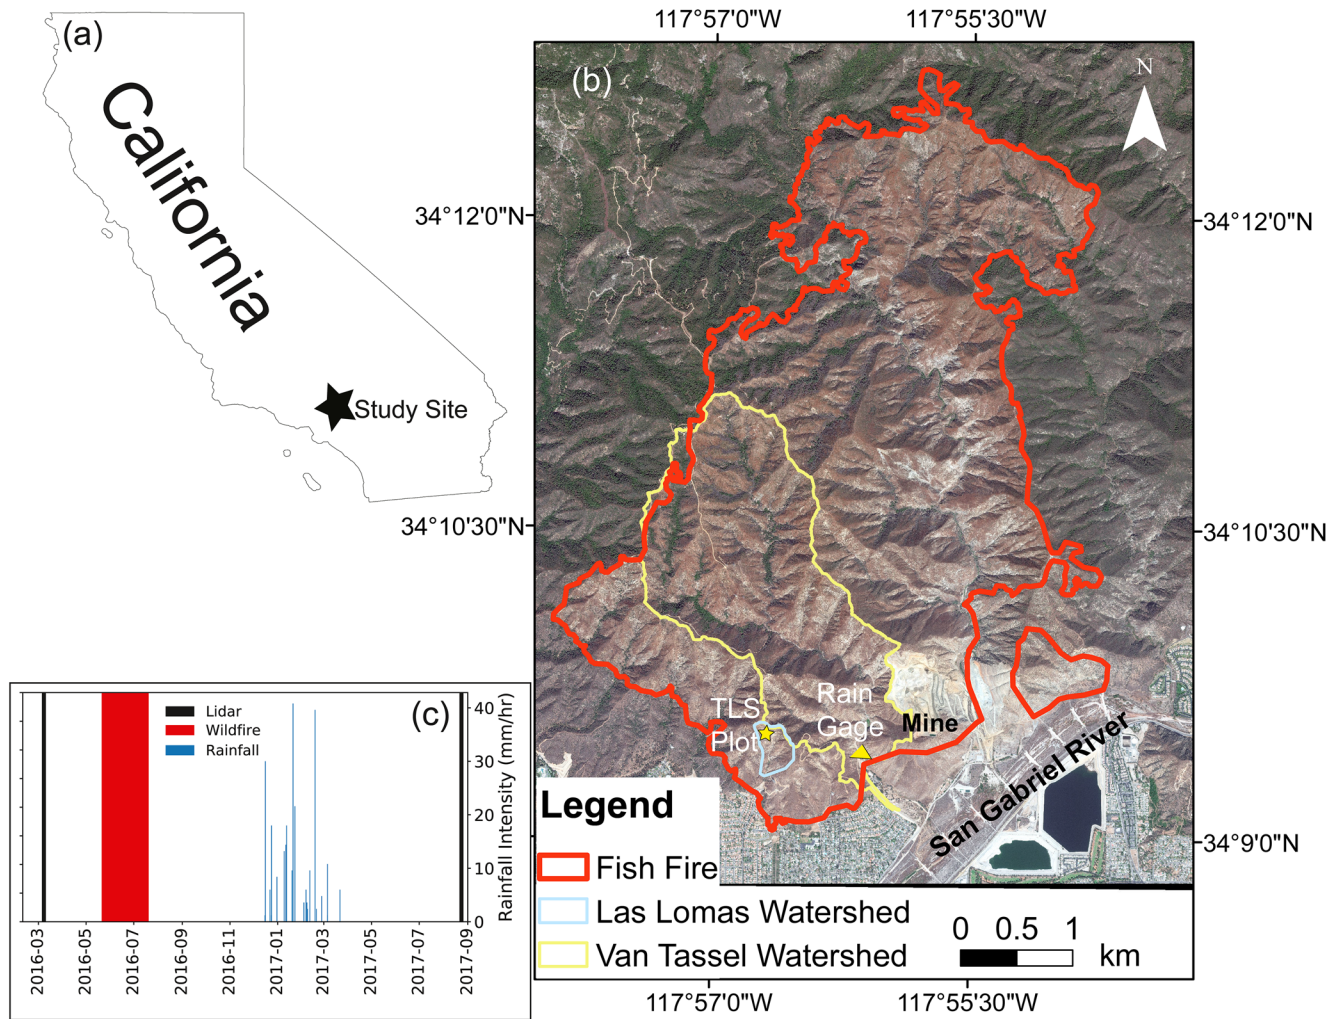 (a)
California
Study Site
117°57'0"W
117°55'30"W
(b)
N
34°12'0"N
34°12'0"N
34°10'30"N
34°10'30"N
34°9'0"N
TLS
Plot
Rain
Gage
Mine
San Gabriel River
Legend
Fish Fire
Las Lomas Watershed
Van Tassel Watershed
0 0.5 1
km
117°57'0"W
117°55'30"W
(c)
Lidar
Wildfire
Rainfall
Rainfall Intensity (mm/hr)
40
30
20
10
0
2016-03
2016-05
2016-07
2016-09
2016-11
2017-01
2017-03
2017-05
2017-07
2017-09